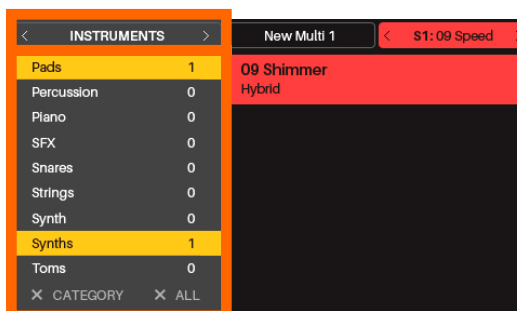 INSTRUMENTS
Pads 1
Percussion 0
Piano 0
SFX 0
Snares 0
Strings 0
Synth 0
Synths 1
Toms 0
CATEGORY ALL
New Multi 1
S1: 09 Speed
09 Shimmer
Hybrid